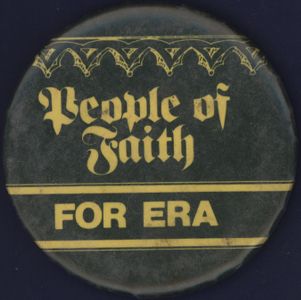 People of
Faith
FOR ERA